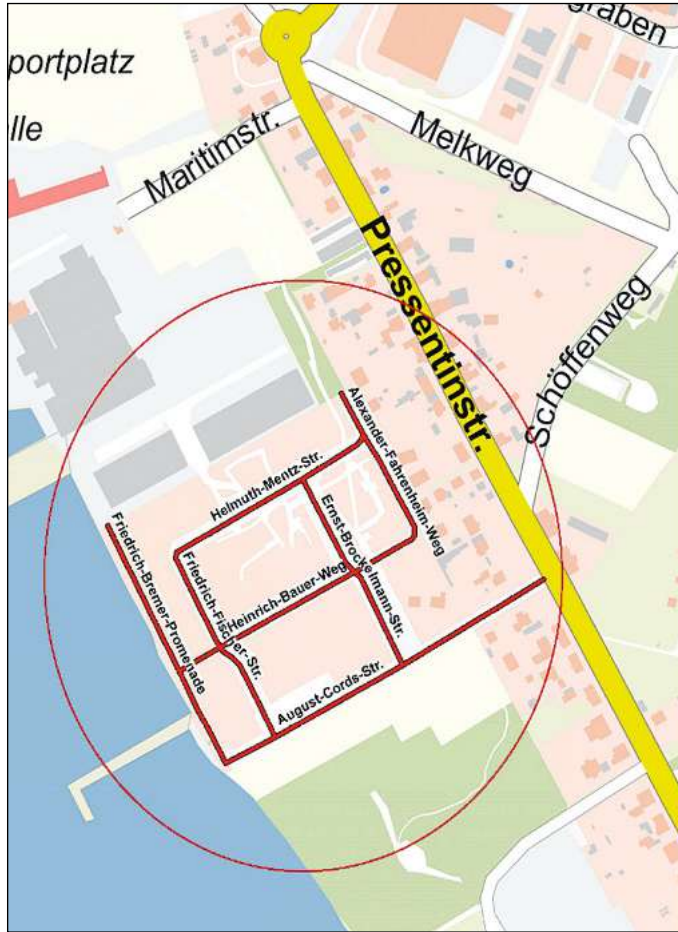 graben
portplatz
lle
Maritimstr.
Melkweg
Pressentinstr.
Schöffenweg
Alexander-Fahrenheim-Weg
Helmuth-Mentz-Str.
Ernst-Brockelmann-Str.
Friedrich-Bremer-Promenade
Friedrich-Fischer-Str.
Heinrich-Bauer-Weg
August-Cords-Str.